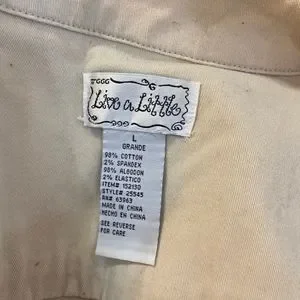 Live a Little
L
GRANDE
98% COTTON
2% SPANDEX
98% ALGODON
2% ELASTICO
ITEM# 152130
STYLE# 25545
RN# 63963
MADE IN CHINA
HECHO EN CHINA
SEE REVERSE
FOR CARE